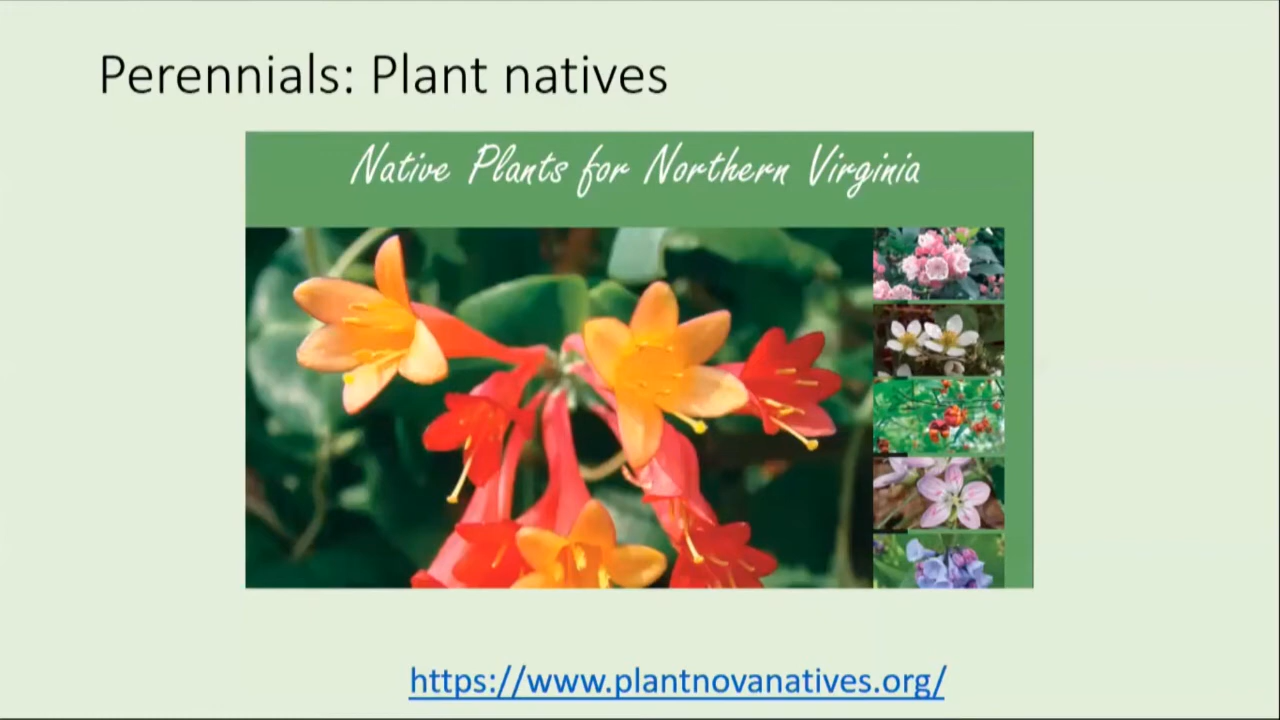 Perennials: Plant natives
Native Plants for Northern Virginia
https://www.plantnovanatives.org/